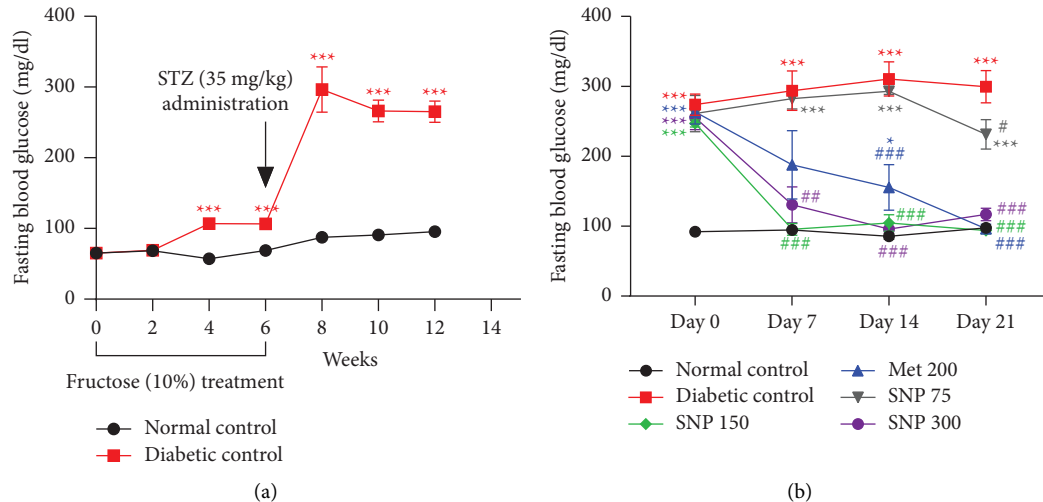 400
300
200
100
0
Fasting blood glucose (mg/dl)
STZ (35 mg/kg)
administration
***
***
***
***
***
0 2 4 6 8 10 12 14
Weeks
Fructose (10%) treatment
Normal control
Diabetic control
(a)
400
300
200
100
0
Fasting blood glucose (mg/dl)
***
***
***
***
***
***
##
###
***
***
*
###
###
###
***
#
***
###
###
###
Day 0 Day 7 Day 14 Day 21
Normal control Met 200
Diabetic control SNP 75
SNP 150 SNP 300
(b)